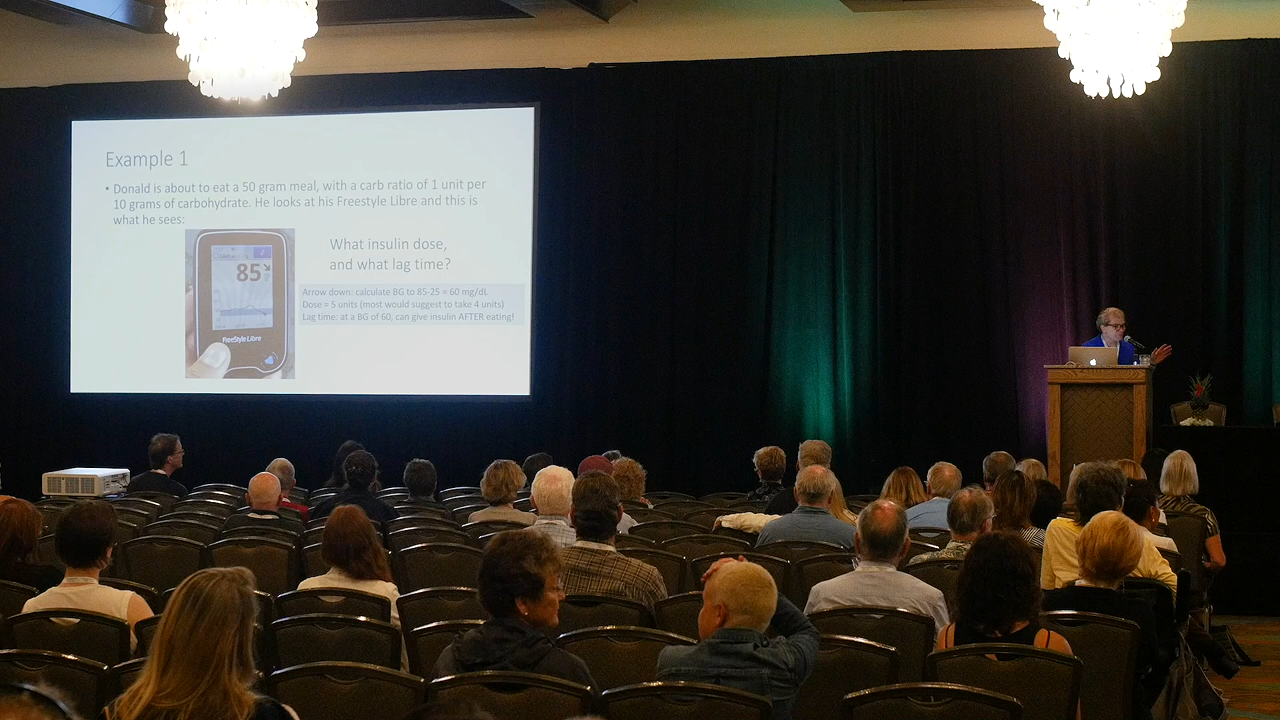 Example 1
• Donald is about to eat a 50 gram meal, with a carb ratio of 1 unit per
10 grams of carbohydrate. He looks at his Freestyle Libre and this is
what he sees:
What insulin dose,
and what lag time?
85
Arrow down: calculate BG to 85-25 = 60 mg/dL
Dose = 5 units (most would suggest to take 4 units)
Lag time: at a BG of 60, can give insulin AFTER eating!
FreeStyle Libre